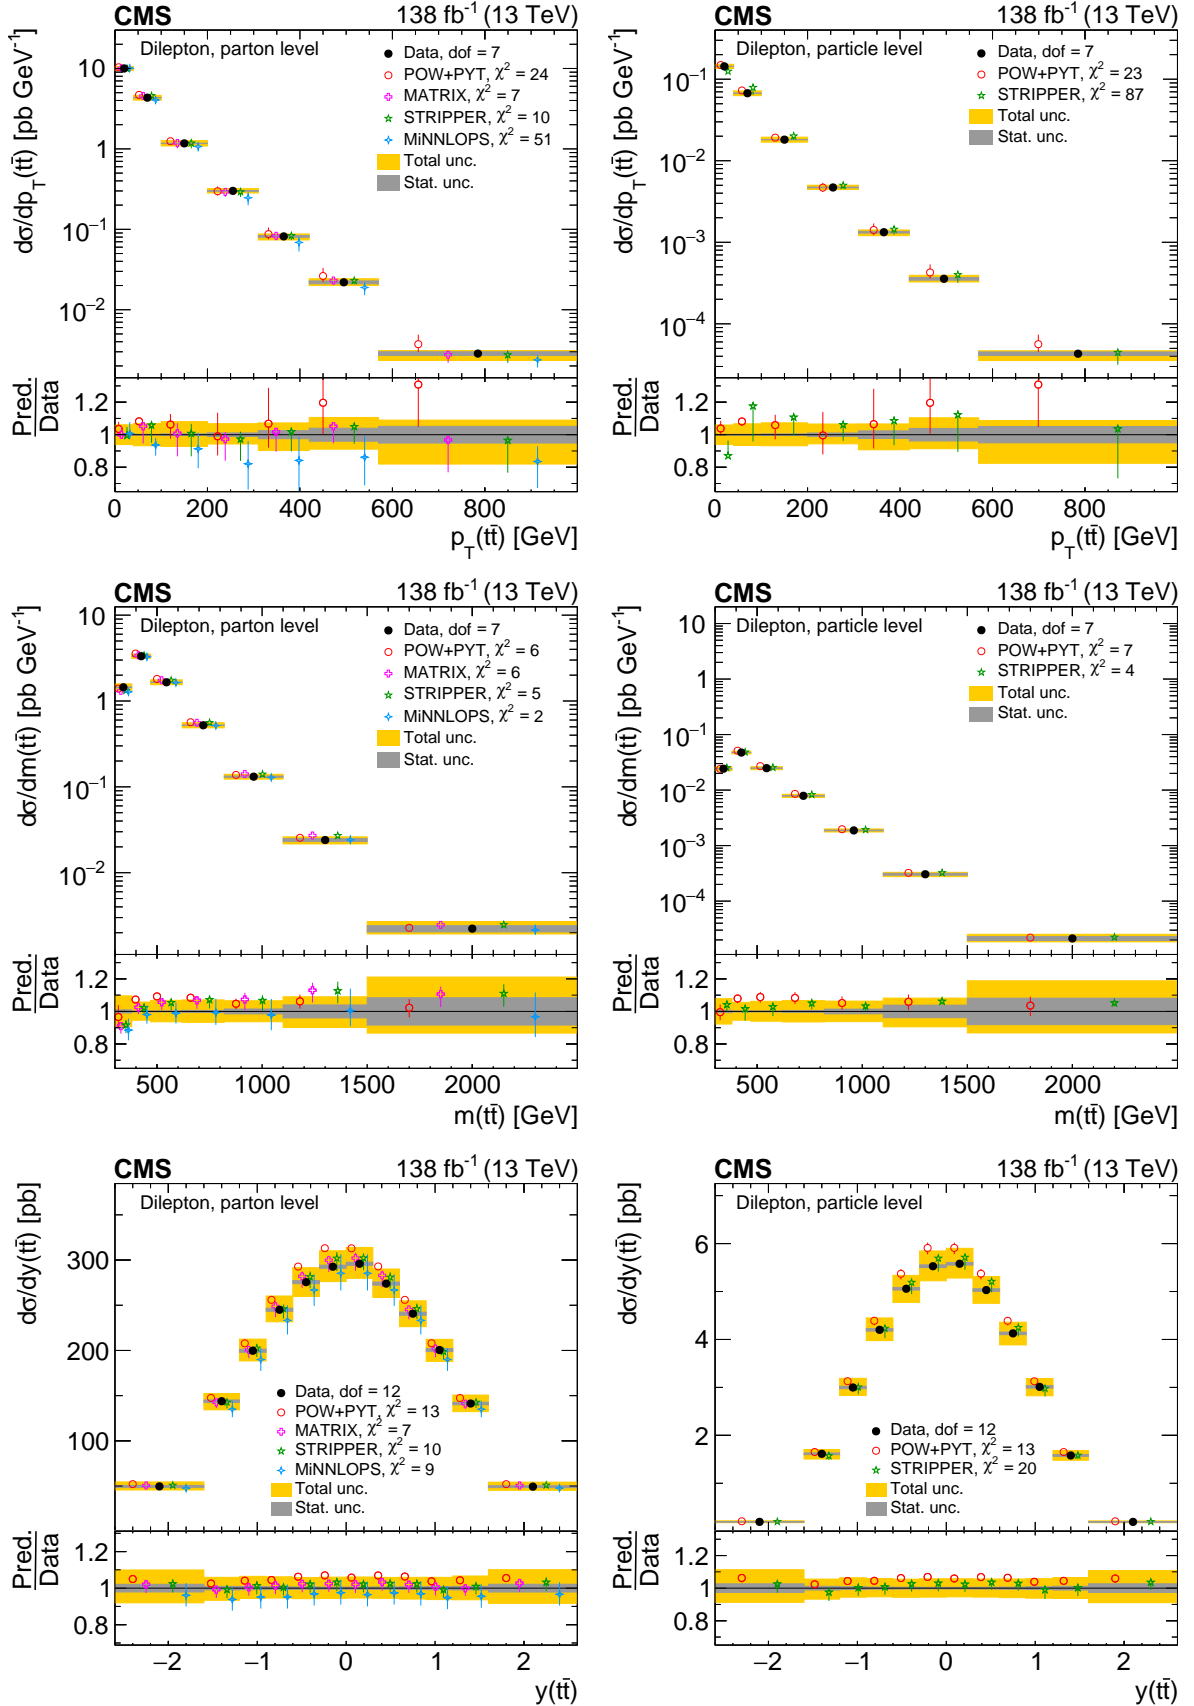 CMS 138 fb⁻¹ (13 TeV)
Dilepton, parton level
Data, dof = 7
POW+PYT, χ² = 24
MATRIX, χ² = 7
STRIPPER, χ² = 10
MiNNLOPS, χ² = 51
Total unc.
Stat. unc.
dσ/dp_T(tt̄) [pb GeV⁻¹]
10
1
10⁻¹
10⁻²
Pred.
Data
1.2
1
0.8
0 200 400 600 800
p_T(tt̄) [GeV]
CMS 138 fb⁻¹ (13 TeV)
Dilepton, particle level
Data, dof = 7
POW+PYT, χ² = 23
STRIPPER, χ² = 87
Total unc.
Stat. unc.
dσ/dp_T(tt̄) [pb GeV⁻¹]
10⁻¹
10⁻²
10⁻³
10⁻⁴
Pred.
Data
1.2
1
0.8
0 200 400 600 800
p_T(tt̄) [GeV]
CMS 138 fb⁻¹ (13 TeV)
Dilepton, parton level
Data, dof = 7
POW+PYT, χ² = 6
MATRIX, χ² = 6
STRIPPER, χ² = 5
MiNNLOPS, χ² = 2
Total unc.
Stat. unc.
dσ/dm(tt̄) [pb GeV⁻¹]
10
1
10⁻¹
10⁻²
Pred.
Data
1.2
1
0.8
500 1000 1500 2000
m(tt̄) [GeV]
CMS 138 fb⁻¹ (13 TeV)
Dilepton, particle level
Data, dof = 7
POW+PYT, χ² = 7
STRIPPER, χ² = 4
Total unc.
Stat. unc.
dσ/dm(tt̄) [pb GeV⁻¹]
10
1
10⁻¹
10⁻²
10⁻³
10⁻⁴
Pred.
Data
1.2
1
0.8
500 1000 1500 2000
m(tt̄) [GeV]
CMS 138 fb⁻¹ (13 TeV)
Dilepton, parton level
dσ/dy(tt̄) [pb]
300
200
100
Data, dof = 12
POW+PYT, χ² = 13
MATRIX, χ² = 7
STRIPPER, χ² = 10
MiNNLOPS, χ² = 9
Total unc.
Stat. unc.
Pred.
Data
1.2
1
0.8
−2 −1 0 1 2
y(tt̄)
CMS 138 fb⁻¹ (13 TeV)
Dilepton, particle level
dσ/dy(tt̄) [pb]
6
4
2
Data, dof = 12
POW+PYT, χ² = 13
STRIPPER, χ² = 20
Total unc.
Stat. unc.
Pred.
Data
1.2
1
0.8
−2 −1 0 1 2
y(tt̄)